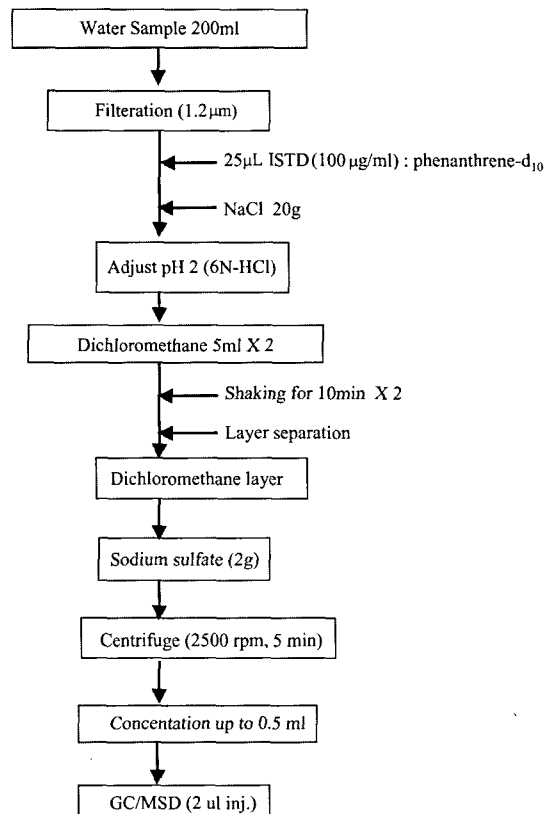 Water Sample 200ml
Filteration (1.2μm)
25μL ISTD(100 μg/ml) : phenanthrene-d10
NaCl 20g
Adjust pH 2 (6N-HCl)
Dichloromethane 5ml X 2
Shaking for 10min X 2
Layer separation
Dichloromethane layer
Sodium sulfate (2g)
Centrifuge (2500 rpm, 5 min)
Concentation up to 0.5 ml
GC/MSD (2 ul inj.)